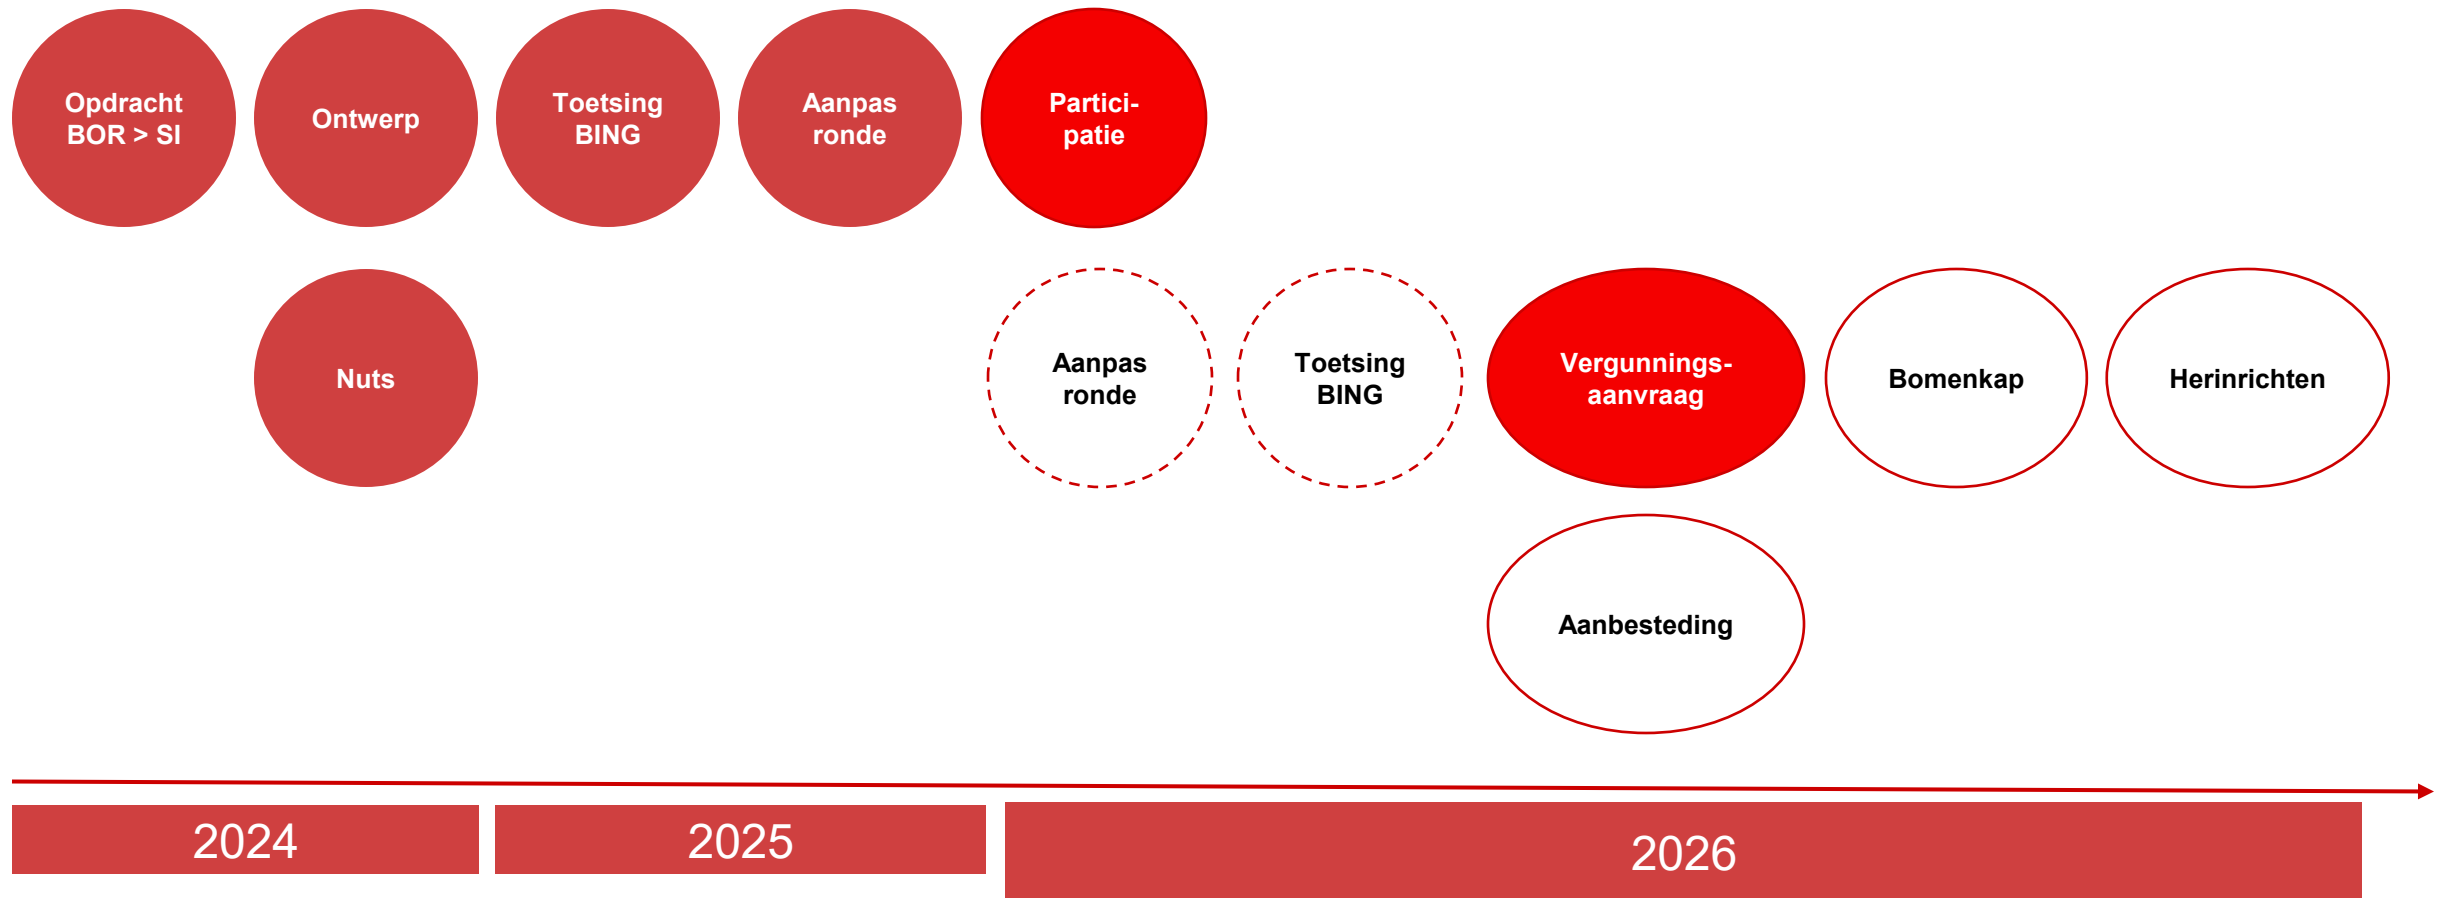 Opdracht
BOR > SI
Ontwerp
Toetsing
BING
Aanpas
ronde
Partici-
patie
Nuts
Aanpas
ronde
Toetsing
BING
Vergunnings-
aanvraag
Bomenkap
Herinrichten
Aanbesteding
2024
2025
2026